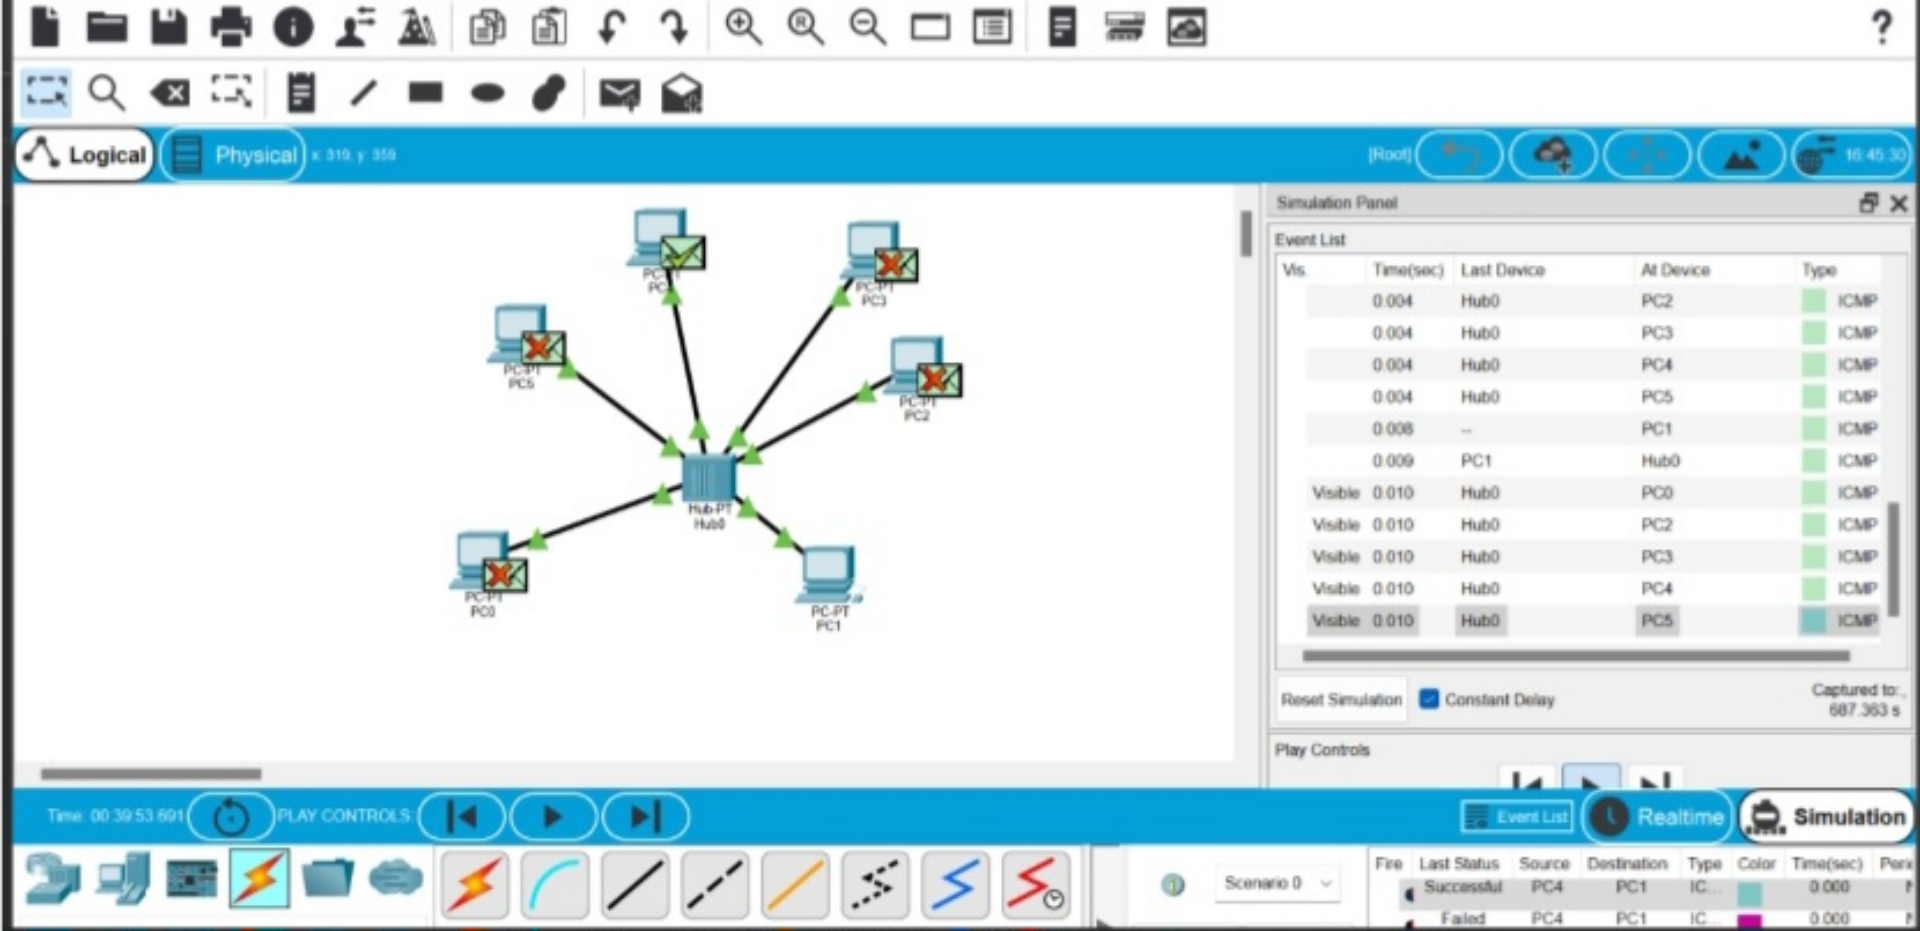 Logical Physical x: 319, y: 359 [Root] 16:45:30
Simulation Panel
Event List
Vis. Time(sec) Last Device At Device Type
0.004 Hub0 PC2 ICMP
0.004 Hub0 PC3 ICMP
0.004 Hub0 PC4 ICMP
0.004 Hub0 PC5 ICMP
0.008 -- PC1 ICMP
0.009 PC1 Hub0 ICMP
Visible 0.010 Hub0 PC0 ICMP
Visible 0.010 Hub0 PC2 ICMP
Visible 0.010 Hub0 PC3 ICMP
Visible 0.010 Hub0 PC4 ICMP
Visible 0.010 Hub0 PC5 ICMP
Reset Simulation Constant Delay Captured to:
687.363 s
Play Controls
PC-PT
PC3
PC-PT
PC5
PC-PT
PC2
Hub-PT
Hub0
PC-PT
PC0
PC-PT
PC1
Time: 00:39:53.691 PLAY CONTROLS: Event List Realtime Simulation
Scenario 0
Fire Last Status Source Destination Type Color Time(sec)
Successful PC4 PC1 IC... 0.000
Failed PC4 PC1 IC... 0.000